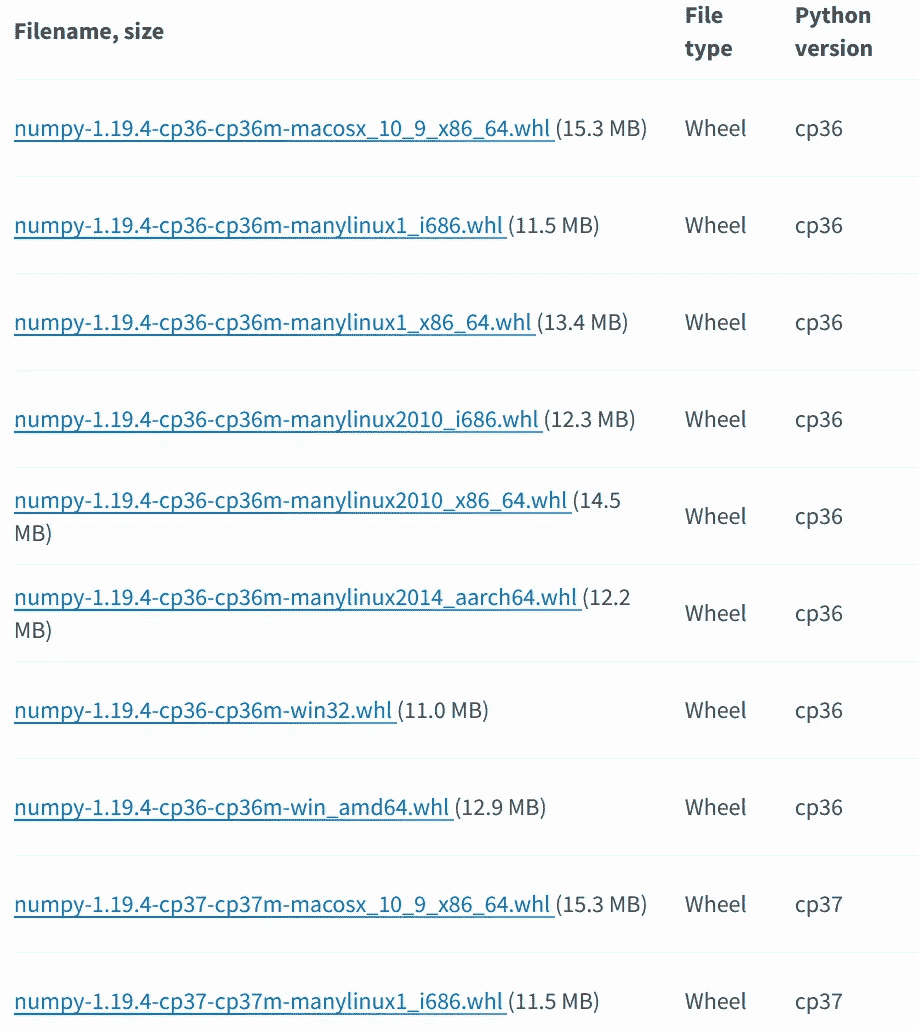 Filename, size File type Python version
numpy-1.19.4-cp36-cp36m-macosx_10_9_x86_64.whl (15.3 MB) Wheel cp36
numpy-1.19.4-cp36-cp36m-manylinux1_i686.whl (11.5 MB) Wheel cp36
numpy-1.19.4-cp36-cp36m-manylinux1_x86_64.whl (13.4 MB) Wheel cp36
numpy-1.19.4-cp36-cp36m-manylinux2010_i686.whl (12.3 MB) Wheel cp36
numpy-1.19.4-cp36-cp36m-manylinux2010_x86_64.whl (14.5
MB) Wheel cp36
numpy-1.19.4-cp36-cp36m-manylinux2014_aarch64.whl (12.2
MB) Wheel cp36
numpy-1.19.4-cp36-cp36m-win32.whl (11.0 MB) Wheel cp36
numpy-1.19.4-cp36-cp36m-win_amd64.whl (12.9 MB) Wheel cp36
numpy-1.19.4-cp37-cp37m-macosx_10_9_x86_64.whl (15.3 MB) Wheel cp37
numpy-1.19.4-cp37-cp37m-manylinux1_i686.whl (11.5 MB) Wheel cp37